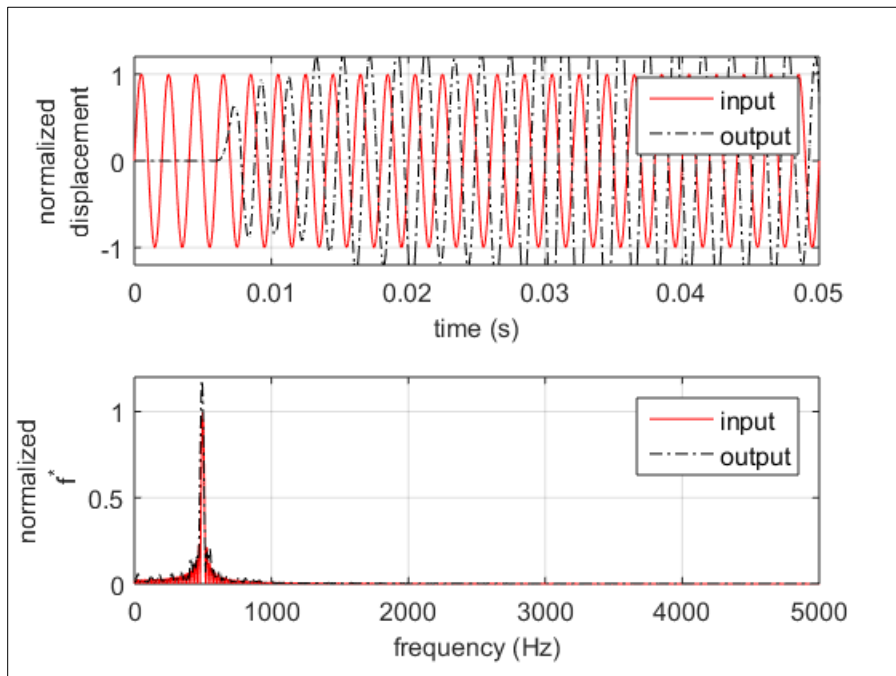 normalized
displacement
1
0
-1
input
output
0
0.01
0.02
0.03
0.04
0.05
time (s)
normalized
f*
1
0.5
0
input
output
0
1000
2000
3000
4000
5000
frequency (Hz)